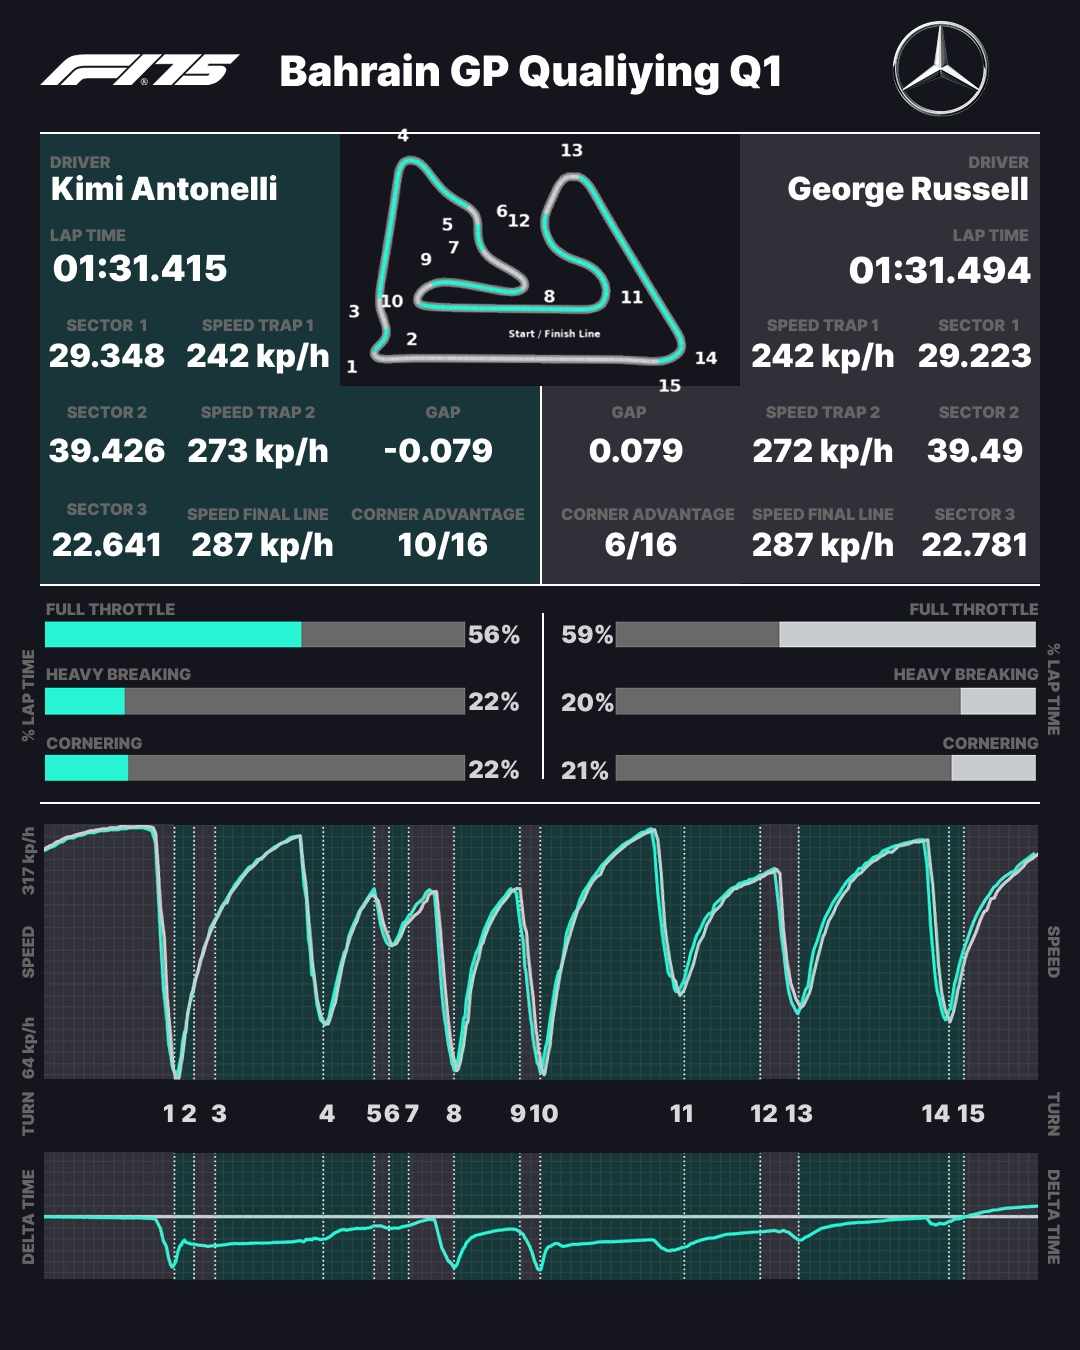 F1.75® Bahrain GP Qualiying Q1
DRIVER
Kimi Antonelli
LAP TIME
01:31.415
SECTOR 1 SPEED TRAP 1
29.348 242 kp/h
SECTOR 2 SPEED TRAP 2 GAP
39.426 273 kp/h -0.079
SECTOR 3 SPEED FINAL LINE CORNER ADVANTAGE
22.641 287 kp/h 10/16
4
13
6 12
5
7
9
10 8 11
3
Start / Finish Line
2
1 14
15
DRIVER
George Russell
LAP TIME
01:31.494
SPEED TRAP 1 SECTOR 1
242 kp/h 29.223
GAP SPEED TRAP 2 SECTOR 2
0.079 272 kp/h 39.49
CORNER ADVANTAGE SPEED FINAL LINE SECTOR 3
6/16 287 kp/h 22.781
% LAP TIME
FULL THROTTLE
56%
HEAVY BREAKING
22%
CORNERING
22%
FULL THROTTLE
59%
HEAVY BREAKING
20%
CORNERING
21%
% LAP TIME
317 kp/h
SPEED
64 kp/h
SPEED
TURN 1 2 3 4 5 6 7 8 9 10 11 12 13 14 15 TURN
DELTA TIME
DELTA TIME